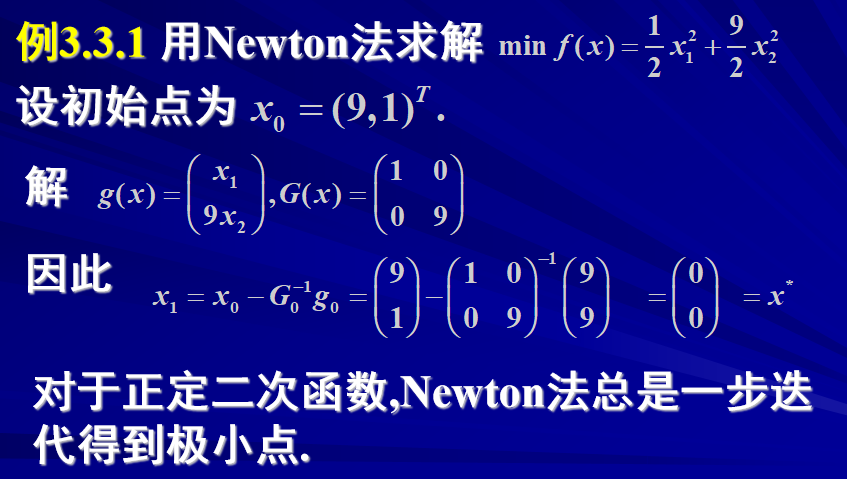 例3.3.1 用Newton法求解 $\min f(x)=\frac{1}{2}x_1^2+\frac{9}{2}x_2^2$
设初始点为 $x_0=(9,1)^T.$
解 $g(x)=\begin{pmatrix} x_1 \\ 9x_2 \end{pmatrix},G(x)=\begin{pmatrix} 1 & 0 \\ 0 & 9 \end{pmatrix}$
因此 $x_1=x_0-G_0^{-1}g_0=\begin{pmatrix} 9 \\ 1 \end{pmatrix}-\begin{pmatrix} 1 & 0 \\ 0 & 9 \end{pmatrix}^{-1}\begin{pmatrix} 9 \\ 9 \end{pmatrix}=\begin{pmatrix} 0 \\ 0 \end{pmatrix}=x^*$
对于正定二次函数,Newton法总是一步迭
代得到极小点.